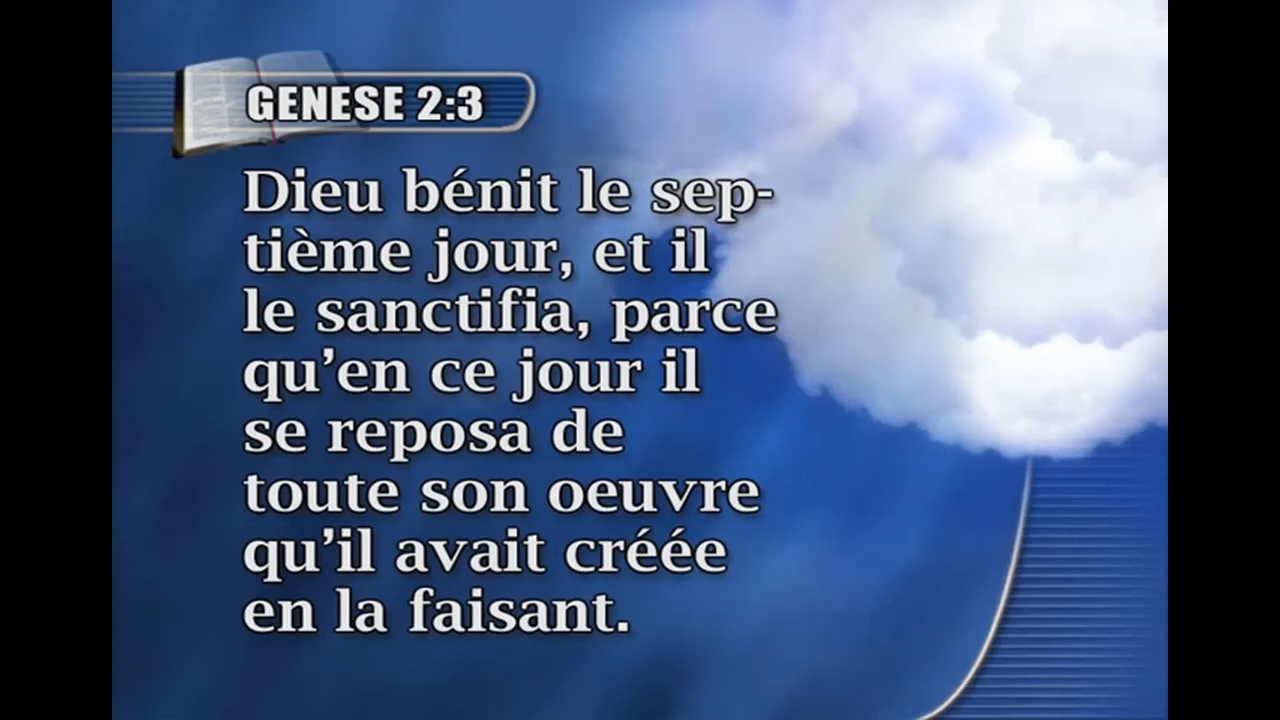 GENESE 2:3
Dieu bénit le sep-
tième jour, et il
le sanctifia, parce
qu’en ce jour il
se reposa de
toute son oeuvre
qu’il avait créée
en la faisant.